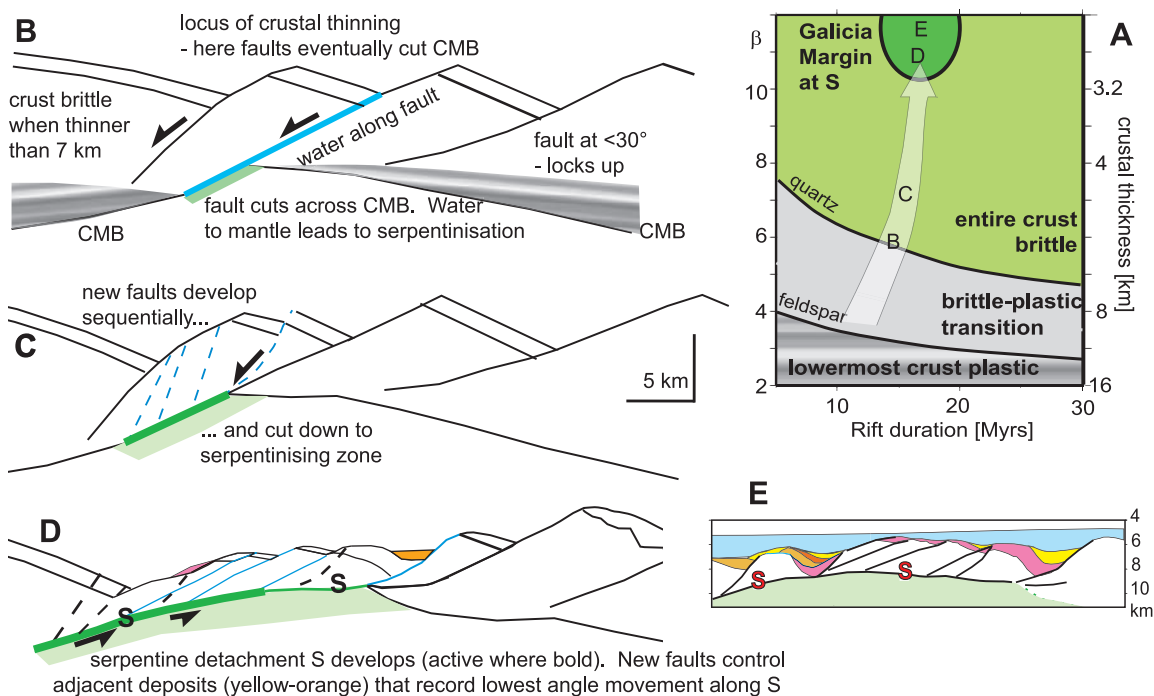 B
locus of crustal thinning
- here faults eventually cut CMB
crust brittle
when thinner
than 7 km
water along fault
fault at <30°
- locks up
fault cuts across CMB. Water
to mantle leads to serpentinisation
CMB
CMB
A
β
Galicia
Margin
at S
E
D
C
B
quartz
feldspar
entire crust
brittle
brittle-plastic
transition
lowermost crust plastic
10
8
6
4
2
3.2
4
8
16
crustal thickness [km]
10
20
30
Rift duration [Myrs]
C
new faults develop
sequentially...
... and cut down to
serpentinising zone
5 km
D
S
S
serpentine detachment S develops (active where bold). New faults control
adjacent deposits (yellow-orange) that record lowest angle movement along S
E
S
S
4
6
8
10
km